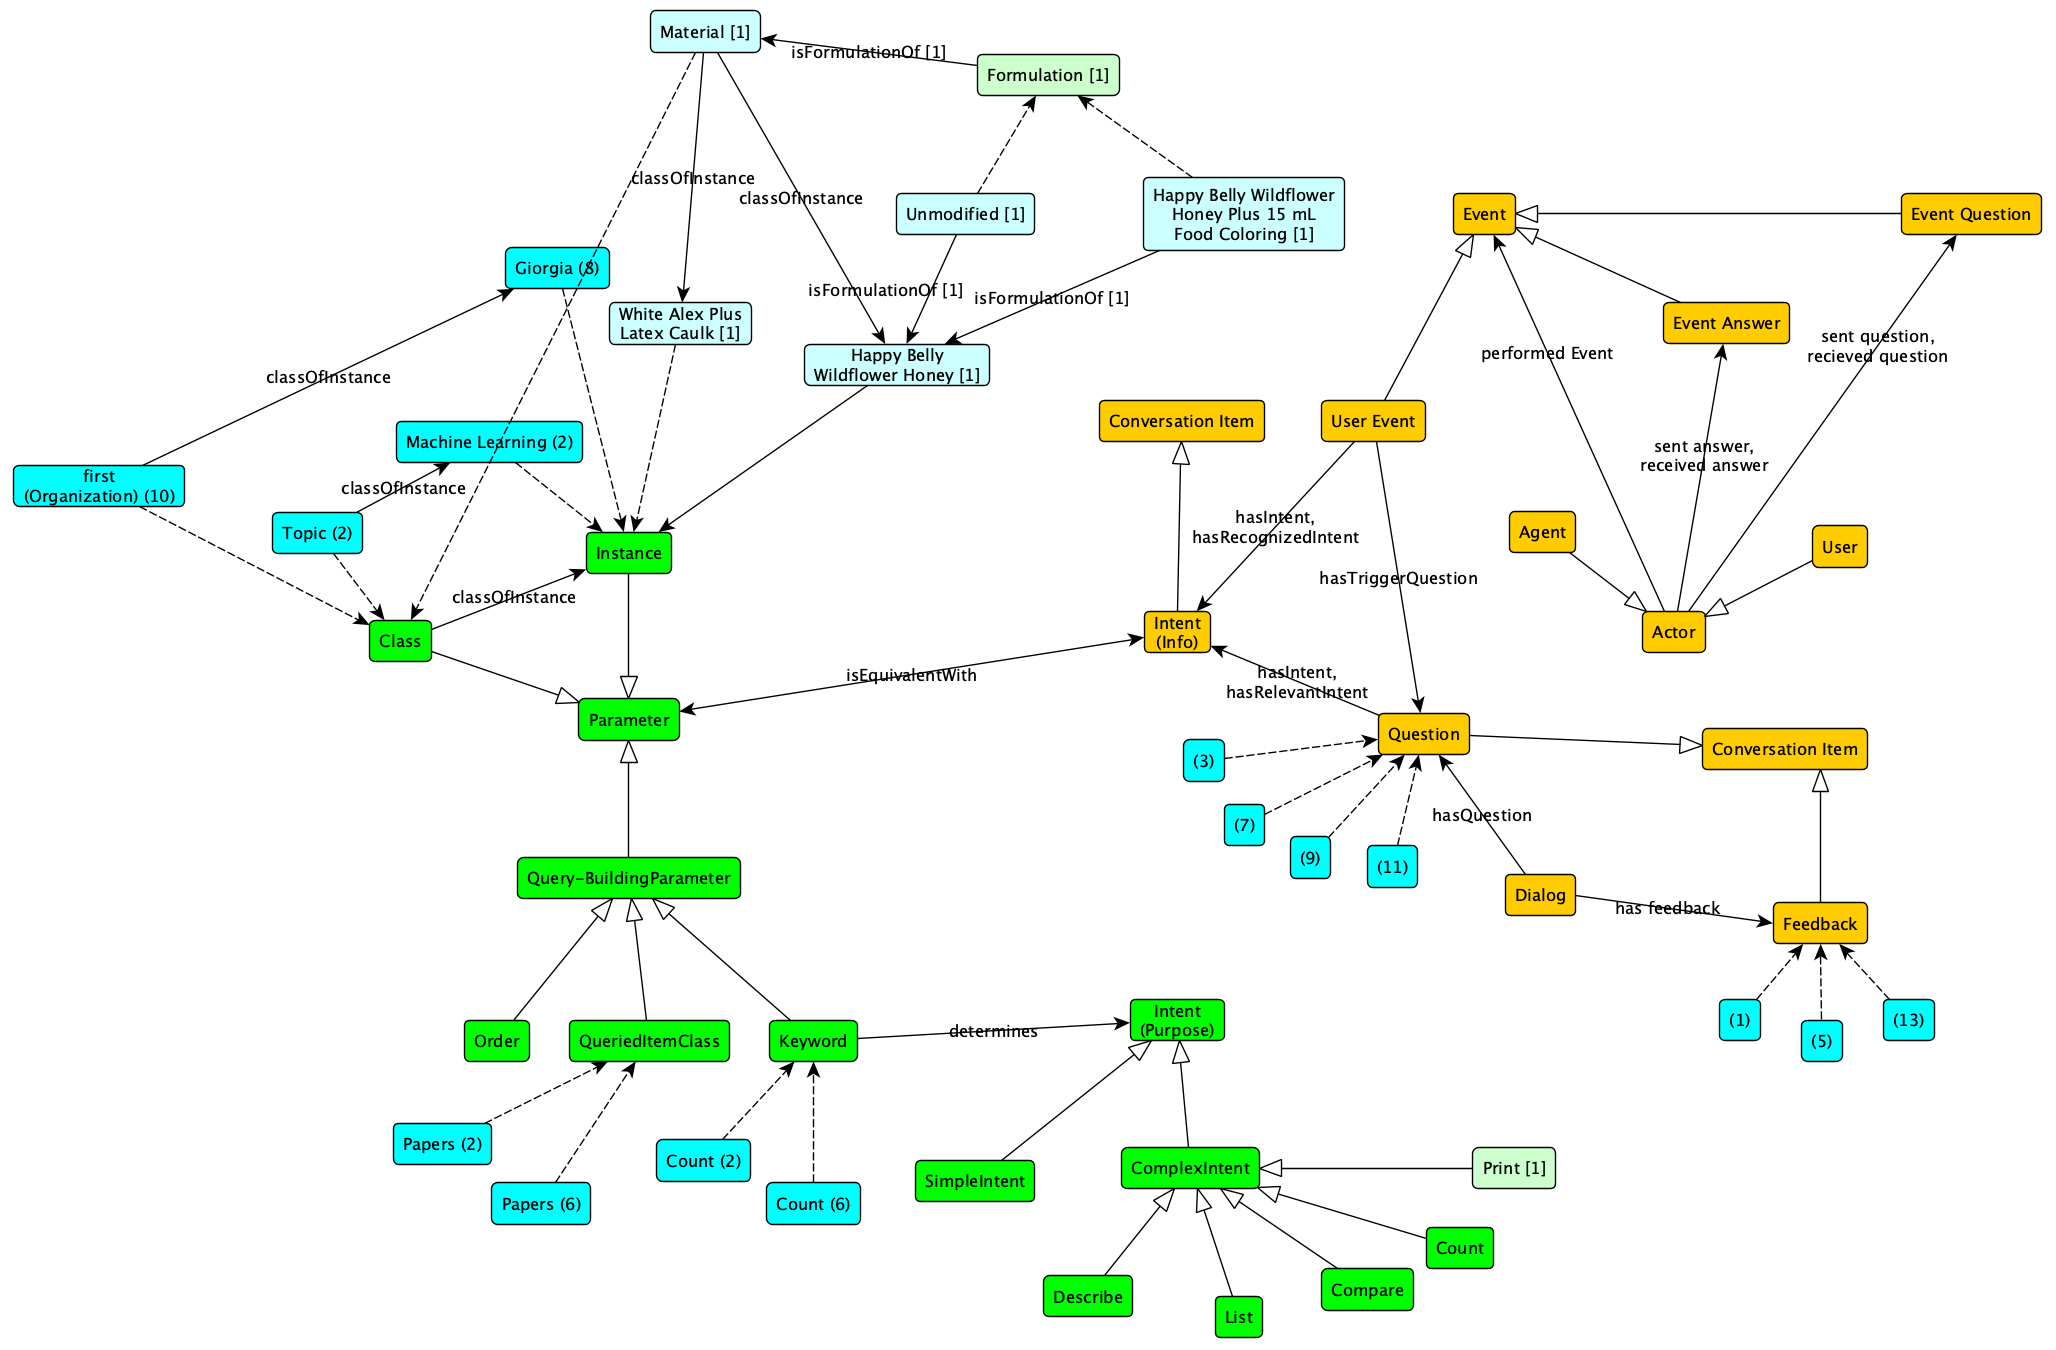 Material [1]
isFormulationOf [1]
Formulation [1]
classOfInstance
classOfInstance
Unmodified [1]
Happy Belly Wildflower
Honey Plus 15 mL
Food Coloring [1]
Event
Event Question
Giorgia (8)
isFormulationOf [1]
isFormulationOf [1]
White Alex Plus
Latex Caulk [1]
Event Answer
sent question,
recieved question
performed Event
Happy Belly
Wildflower Honey [1]
classOfInstance
Conversation Item
User Event
Machine Learning (2)
sent answer,
received answer
first
(Organization) (10)
classOfInstance
Topic (2)
hasIntent,
hasRecognizedIntent
Agent
User
Instance
hasTriggerQuestion
classOfInstance
Class
Intent
(Info)
Actor
isEquivalentWith
hasIntent,
hasRelevantIntent
Parameter
Question
Conversation Item
(3)
(7)
hasQuestion
(9)
(11)
Query-BuildingParameter
Dialog
has feedback
Feedback
Order
QueriedItemClass
Keyword
determines
Intent
(Purpose)
(1)
(5)
(13)
Papers (2)
Count (2)
SimpleIntent
ComplexIntent
Print [1]
Papers (6)
Count (6)
Count
Describe
Compare
List